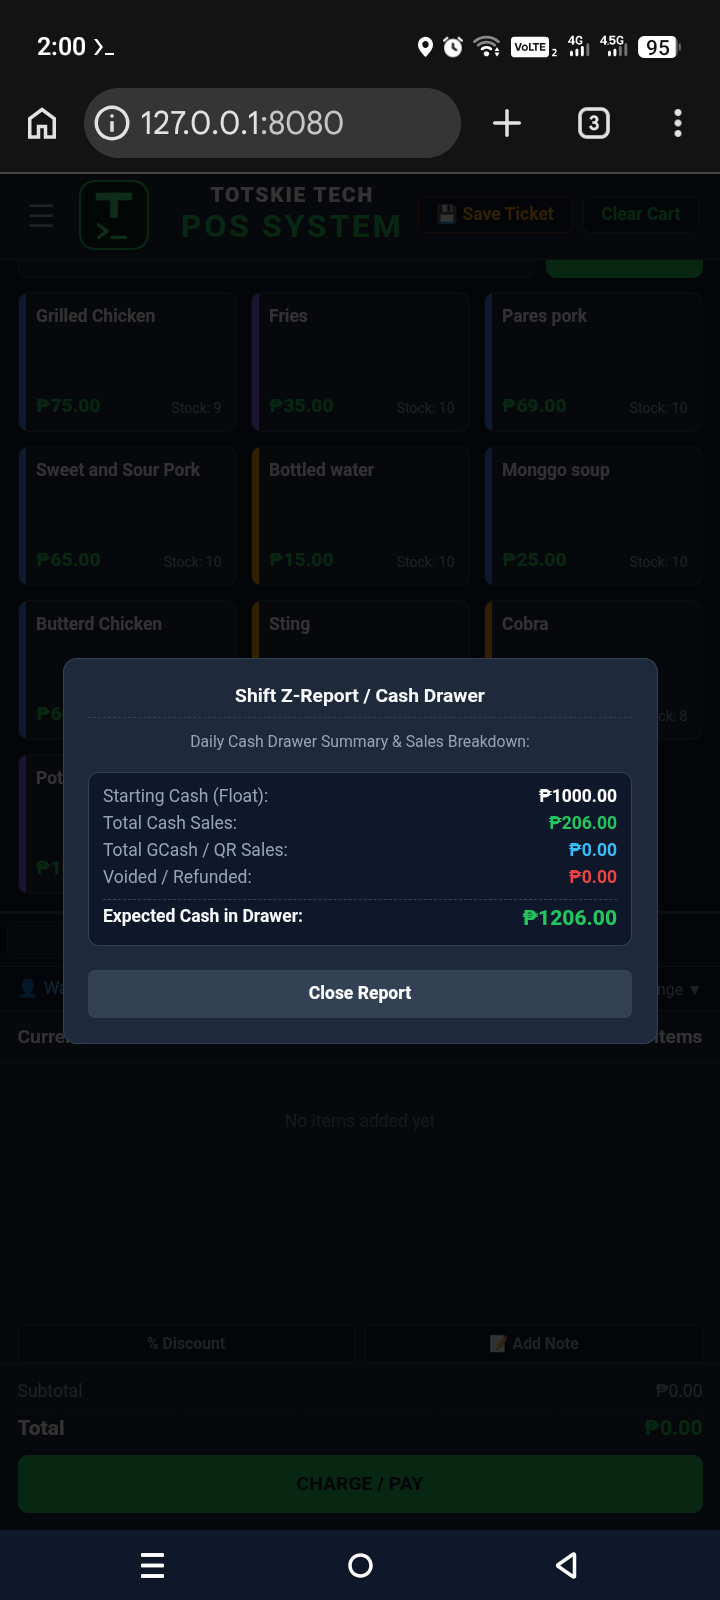 2:00
VoLTE 2 4G 4.5G 95
127.0.0.1:8080
3
TOTSKIE TECH
POS SYSTEM
💾 Save Ticket
Clear Cart
Grilled Chicken
Fries
Pares pork
₱75.00 Stock: 9
₱35.00 Stock: 10
₱69.00 Stock: 10
Sweet and Sour Pork
Bottled water
Monggo soup
₱65.00 Stock: 10
₱15.00 Stock: 10
₱25.00 Stock: 10
Butterd Chicken
Sting
Cobra
Shift Z-Report / Cash Drawer
Daily Cash Drawer Summary & Sales Breakdown:
Starting Cash (Float): ₱1000.00
Total Cash Sales: ₱206.00
Total GCash / QR Sales: ₱0.00
Voided / Refunded: ₱0.00
Expected Cash in Drawer: ₱1206.00
Close Report
No items added yet
% Discount
📝 Add Note
Subtotal ₱0.00
Total ₱0.00
CHARGE / PAY